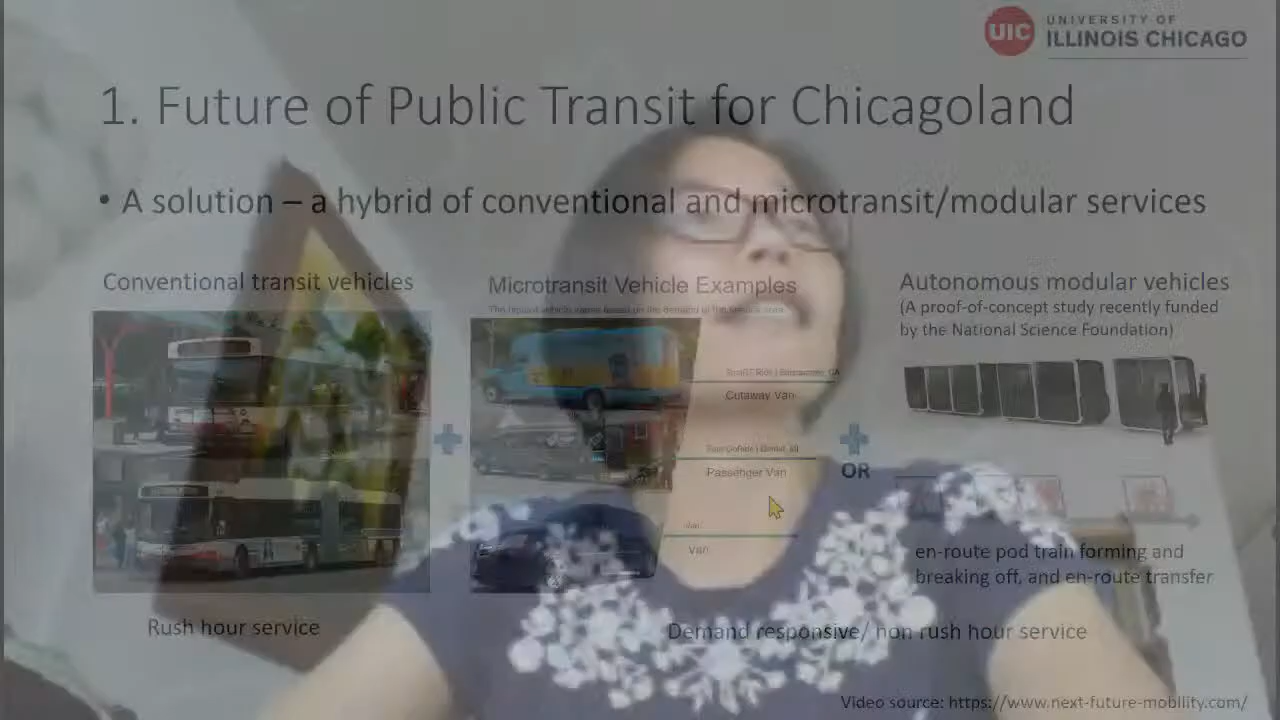 UIC
UNIVERSITY OF
ILLINOIS CHICAGO
1. Future of Public Transit for Chicagoland
• A solution – a hybrid of conventional and microtransit/modular services
Conventional transit vehicles
Microtransit Vehicle Examples
Autonomous modular vehicles
(A proof-of-concept study recently funded
by the National Science Foundation)
Cutaway Van
OR
Passenger Van
Van
en-route pod train forming and
breaking off, and en-route transfer
Rush hour service
Demand responsive/ non rush hour service
Video source: https://www.next-future-mobility.com/